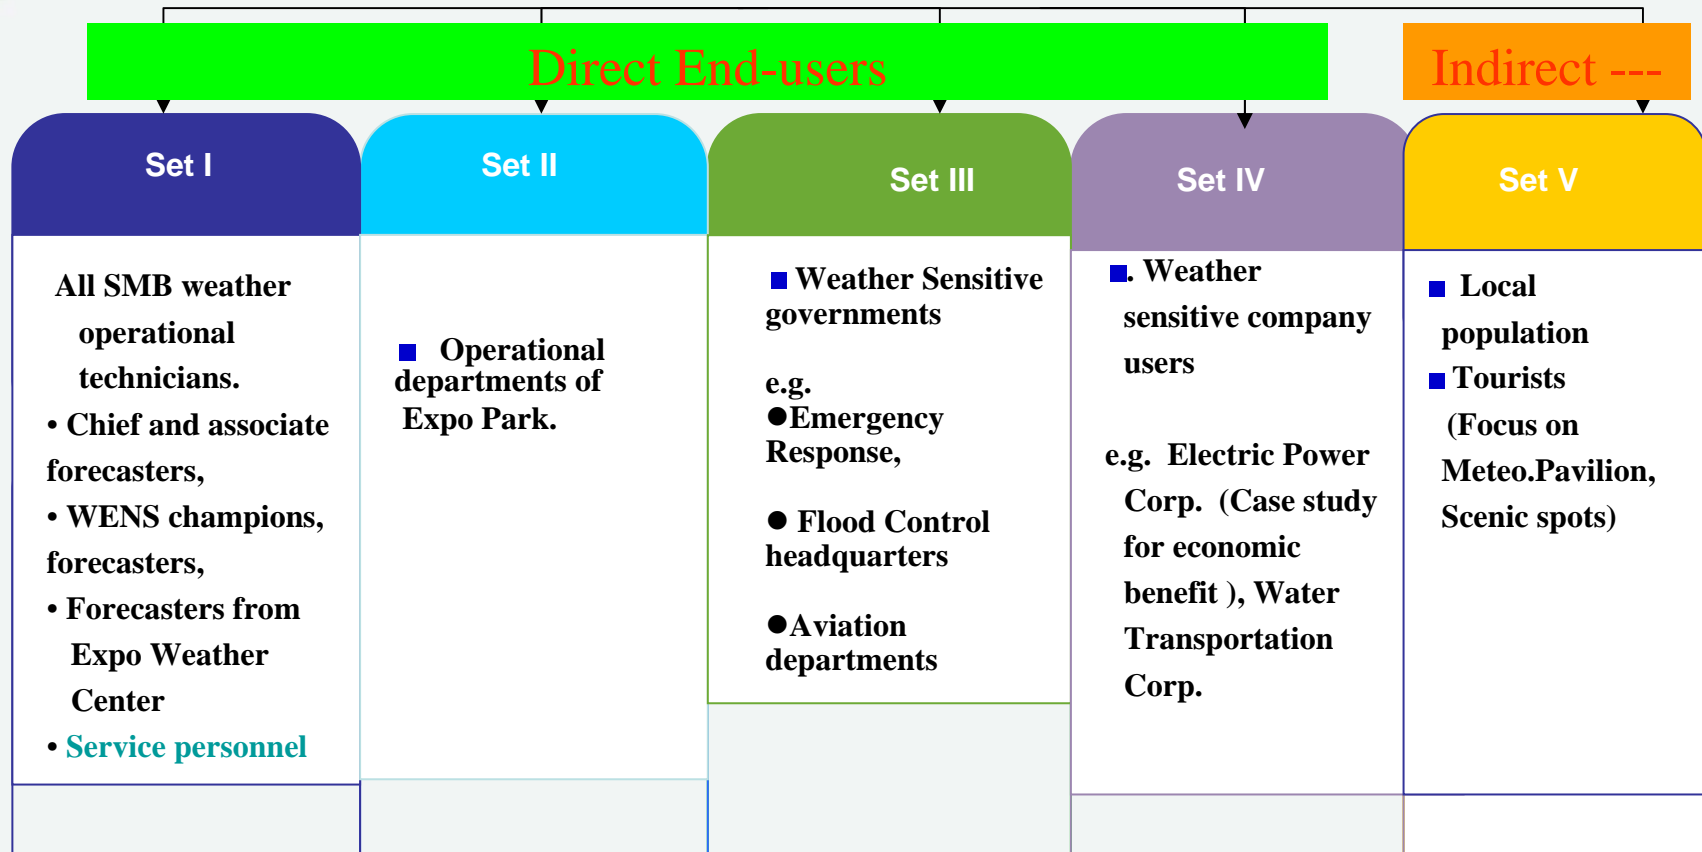 Direct End-users
Indirect ---
Set I
All SMB weather
operational
technicians.
• Chief and associate
forecasters,
• WENS champions,
forecasters,
• Forecasters from
Expo Weather
Center
• Service personnel
Set II
■ Operational
departments of
Expo Park.
Set III
■ Weather Sensitive
governments
e.g.
●Emergency
Response,
● Flood Control
headquarters
●Aviation
departments
Set IV
■. Weather
sensitive company
users
e.g. Electric Power
Corp. (Case study
for economic
benefit ), Water
Transportation
Corp.
Set V
■ Local
population
■ Tourists
(Focus on
Meteo.Pavilion,
Scenic spots)